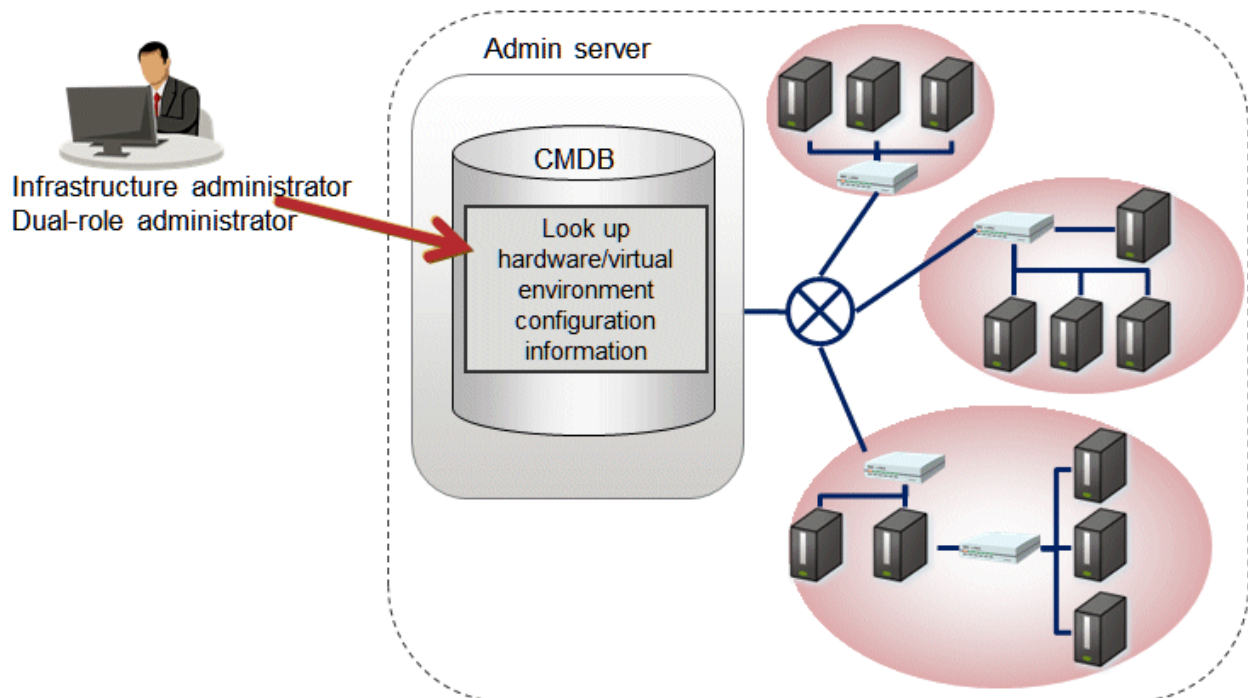 Admin server
Infrastructure administrator
Dual-role administrator
CMDB
Look up
hardware/virtual
environment
configuration
information